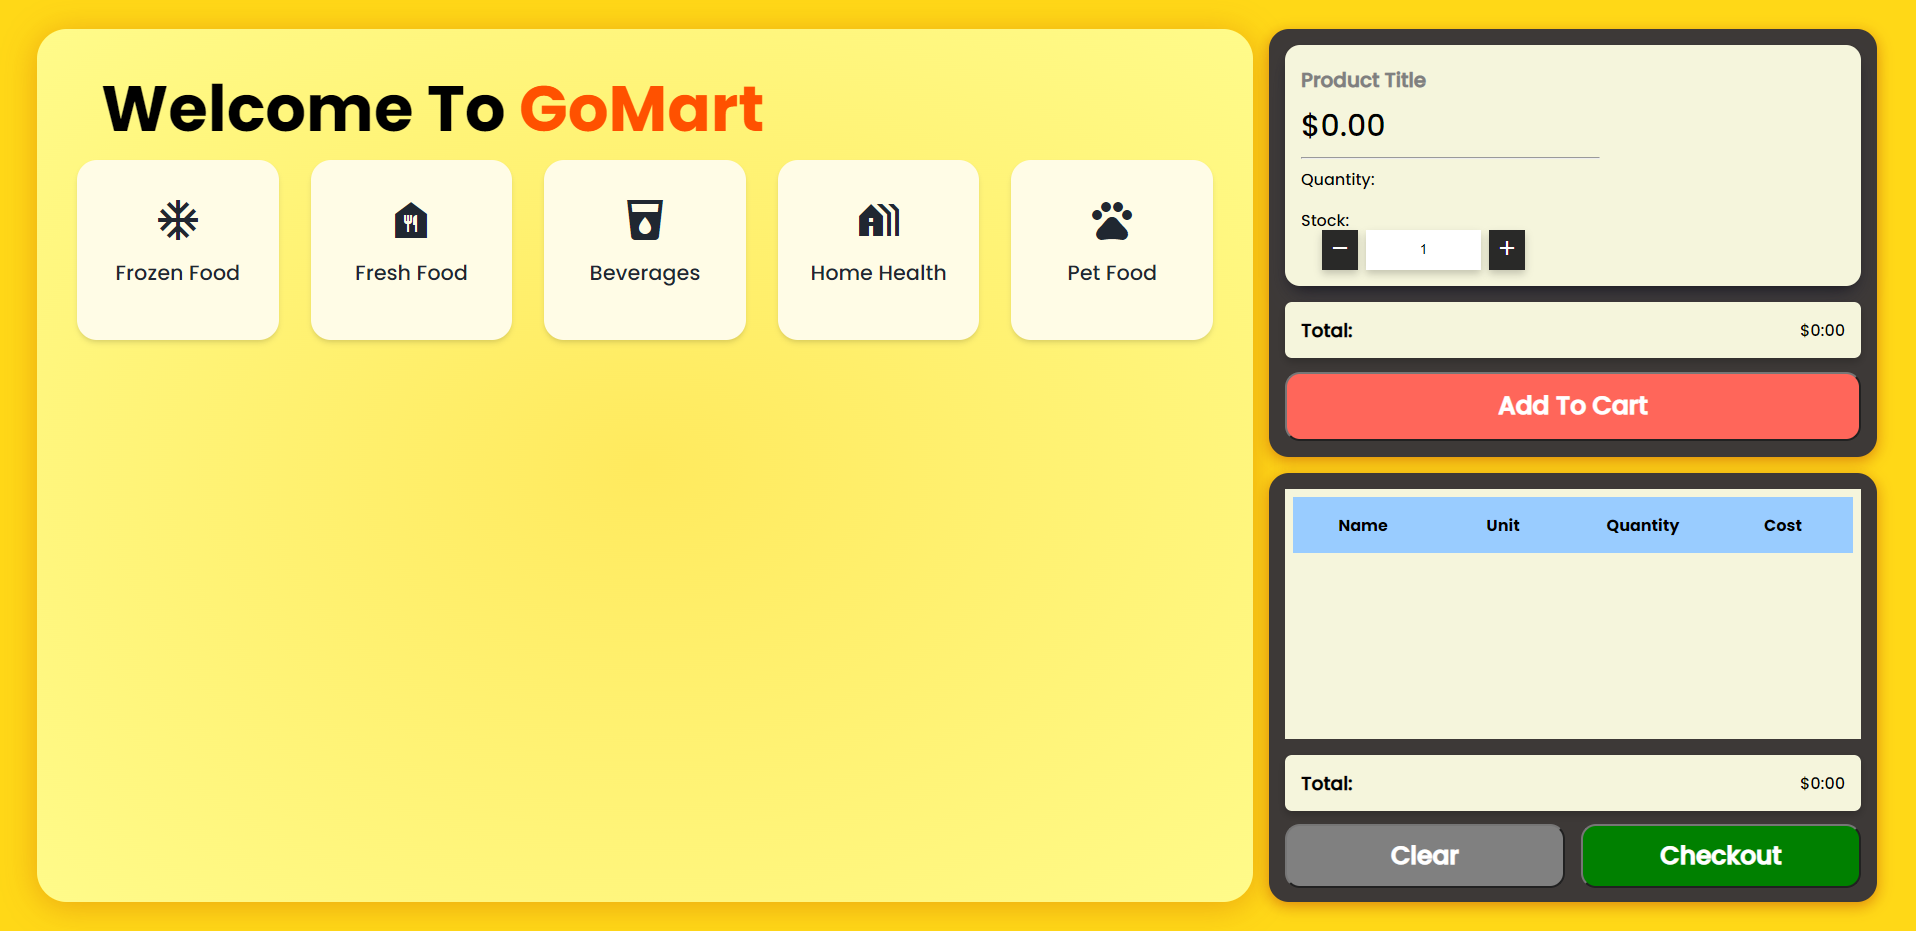 Welcome To GoMart
Frozen Food
Fresh Food
Beverages
Home Health
Pet Food
Product Title
$0.00
Quantity:
Stock:
− 1 +
Total: $0:00
Add To Cart
Name Unit Quantity Cost
Total: $0:00
Clear Checkout